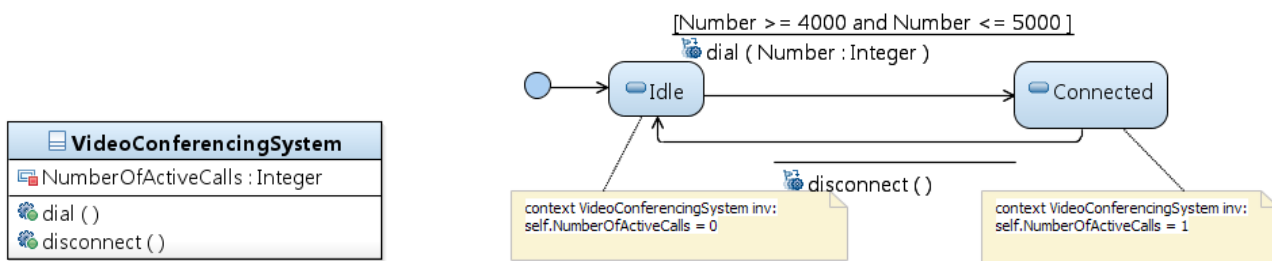 VideoConferencingSystem
NumberOfActiveCalls : Integer
dial ( )
disconnect ( )
[Number >= 4000 and Number <= 5000 ]
dial ( Number : Integer )
Idle
Connected
disconnect ( )
context VideoConferencingSystem inv:
self.NumberOfActiveCalls = 0
context VideoConferencingSystem inv:
self.NumberOfActiveCalls = 1